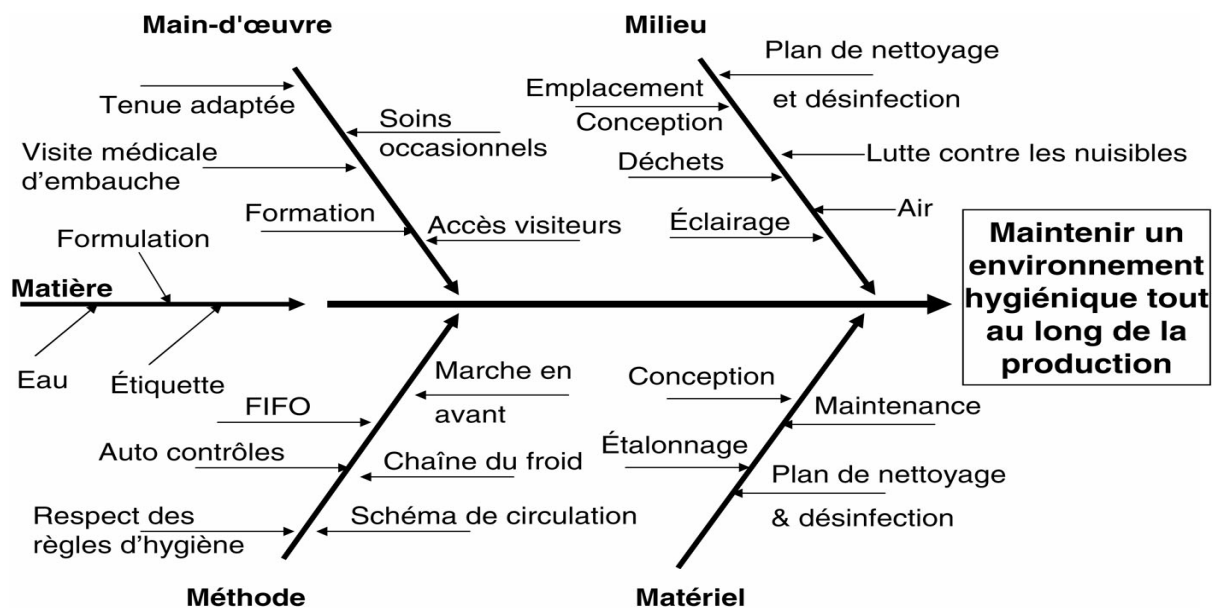 Main-d'œuvre
Tenue adaptée
Soins
occasionnels
Visite médicale
d’embauche
Formation
Accès visiteurs
Milieu
Plan de nettoyage
et désinfection
Emplacement
Conception
Lutte contre les nuisibles
Déchets
Air
Éclairage
Matière
Formulation
Eau
Étiquette
Maintenir un
environnement
hygiénique tout
au long de la
production
Marche en
avant
FIFO
Auto contrôles
Chaîne du froid
Respect des
règles d’hygiène
Schéma de circulation
Méthode
Conception
Maintenance
Étalonnage
Plan de nettoyage
& désinfection
Matériel